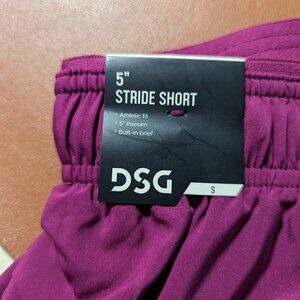 5"
STRIDE SHORT
• Athletic fit
• 5" inseam
• Built-in brief
DSG
S